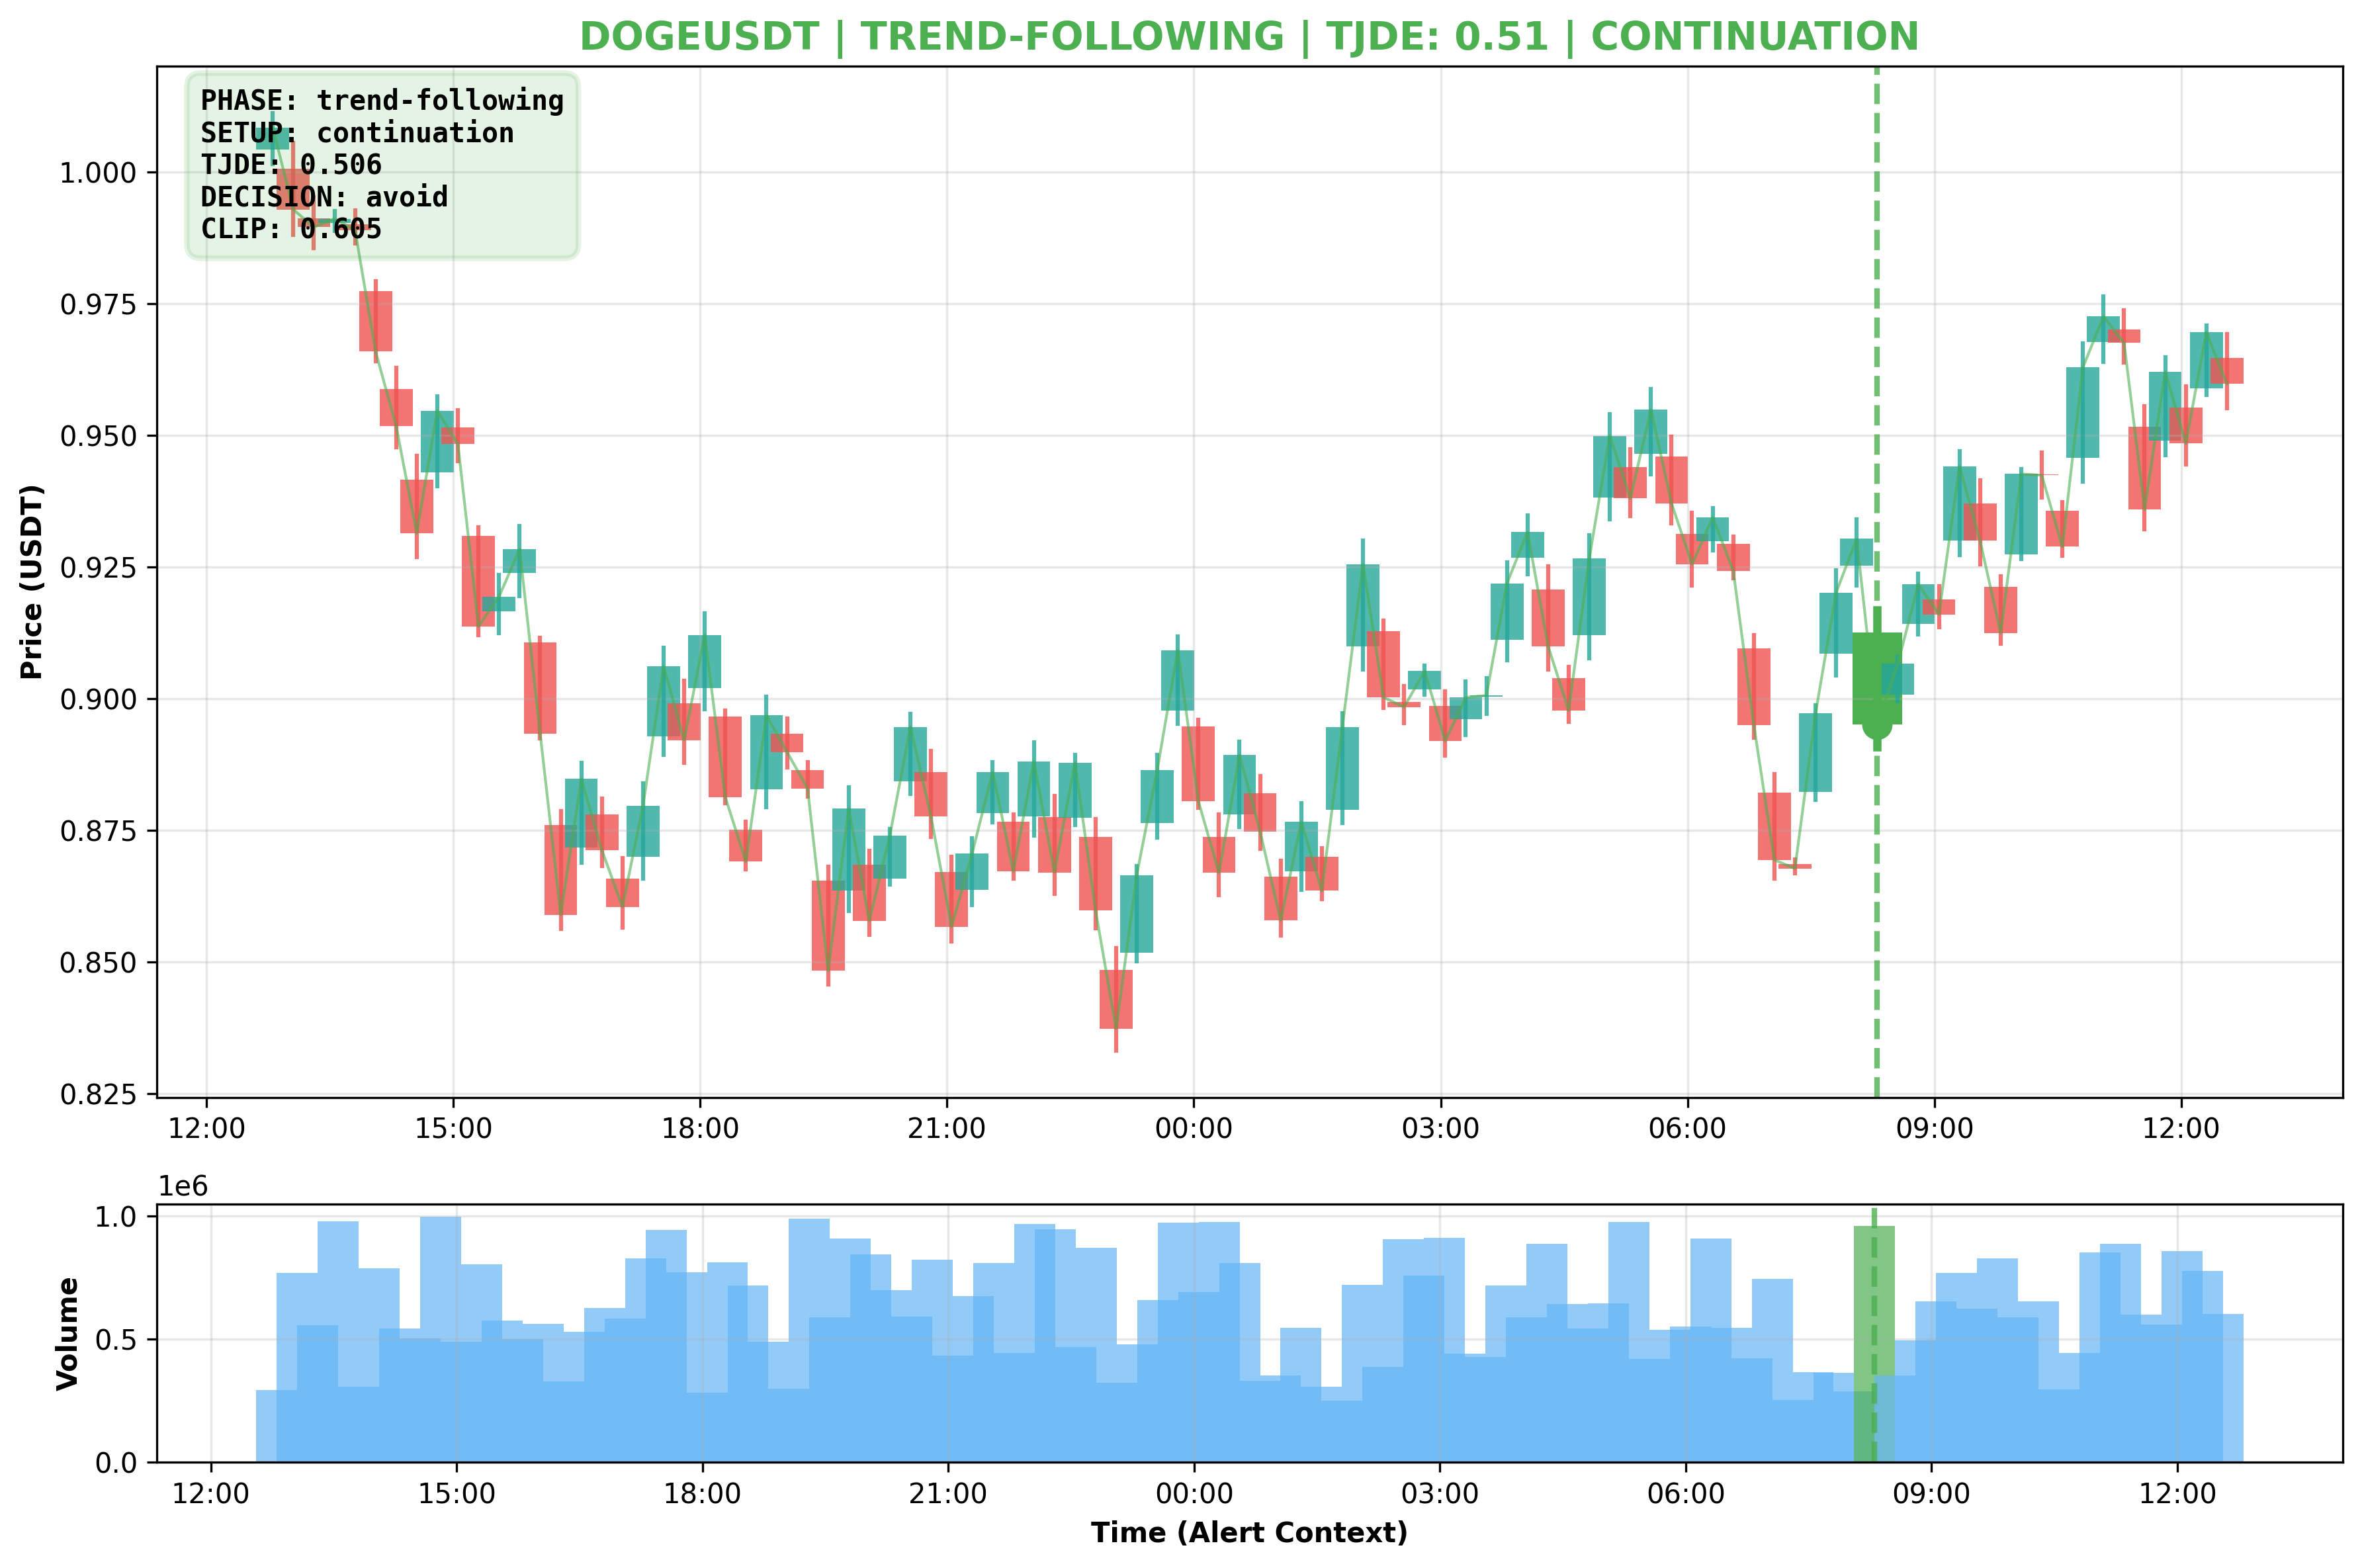 DOGEUSDT | TREND-FOLLOWING | TJDE: 0.51 | CONTINUATION
PHASE: trend-following
SETUP: continuation
TJDE: 0.506
DECISION: avoid
CLIP: 0.605
Price (USDT)
1.000
0.975
0.950
0.925
0.900
0.875
0.850
0.825
12:00 15:00 18:00 21:00 00:00 03:00 06:00 09:00 12:00
1e6
Volume
1.0
0.5
0.0
12:00 15:00 18:00 21:00 00:00 03:00 06:00 09:00 12:00
Time (Alert Context)